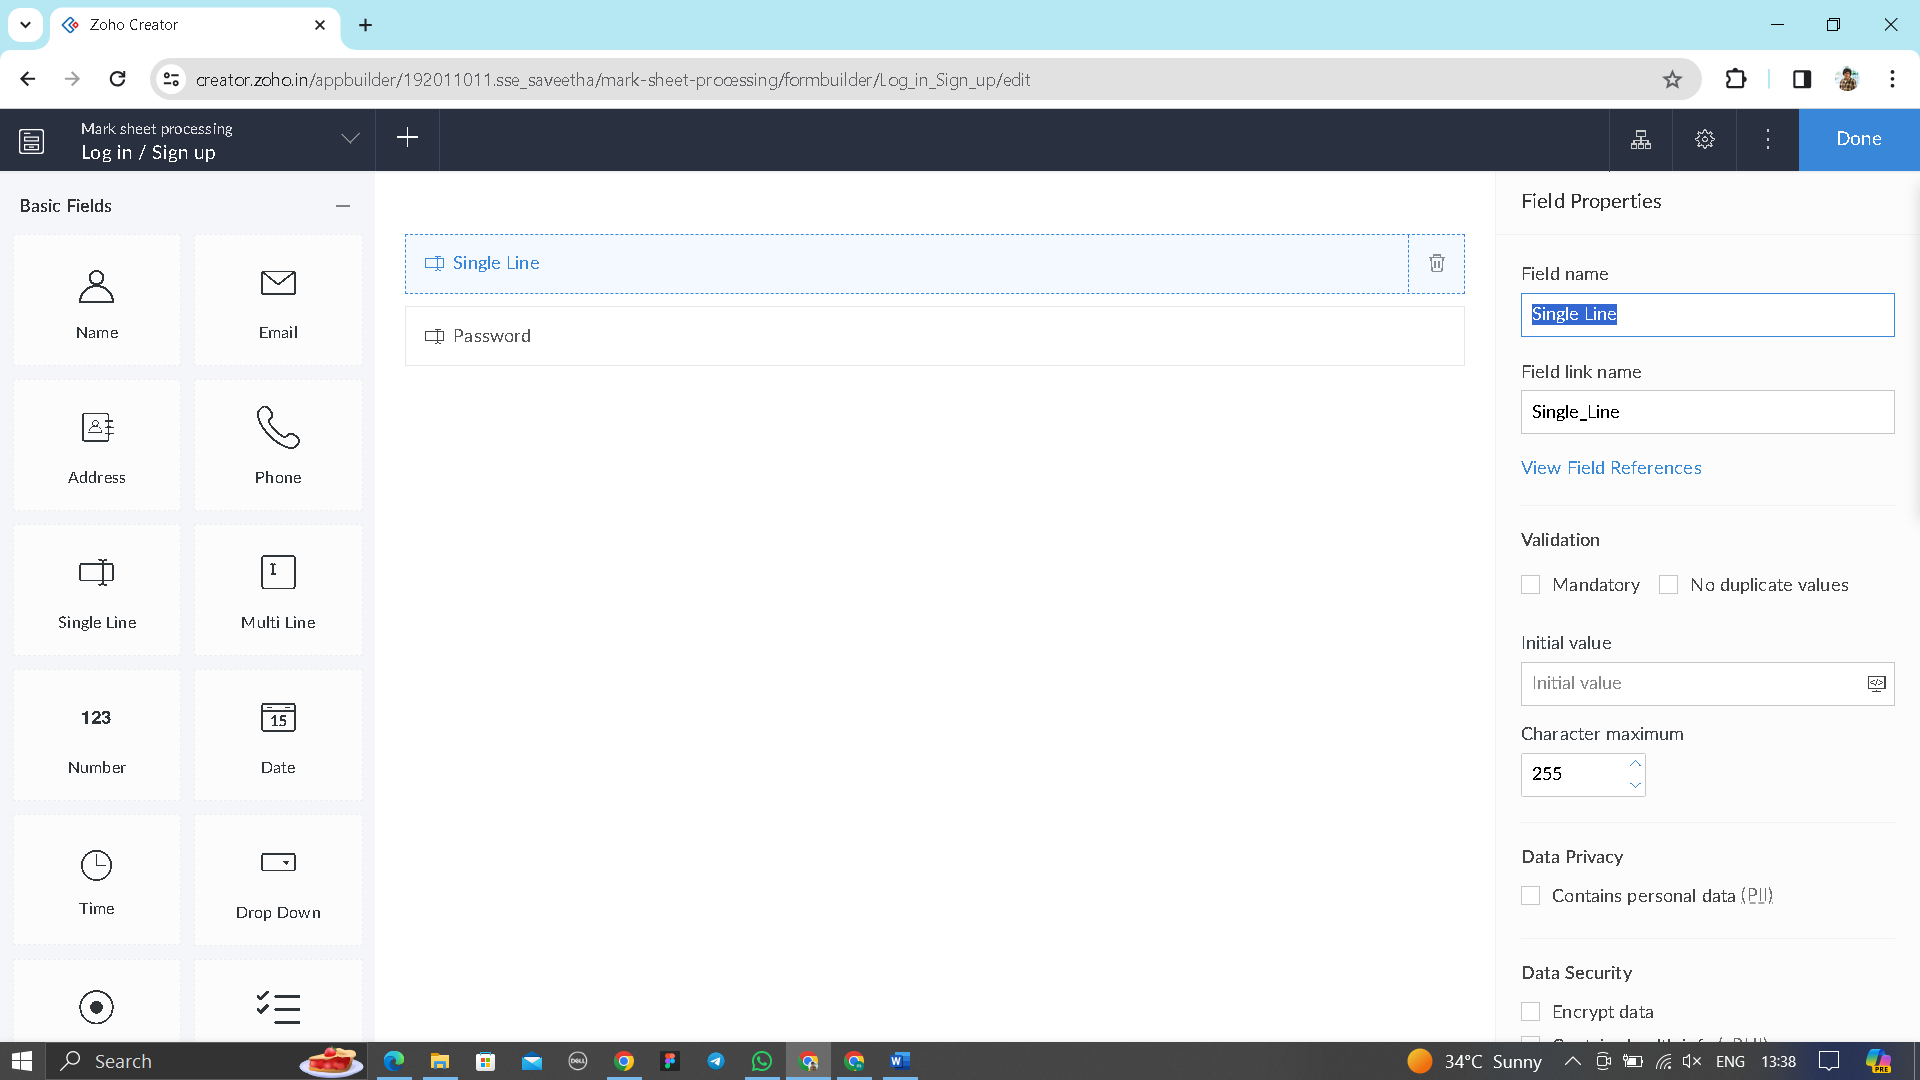 Zoho Creator
creator.zoho.in/appbuilder/192011011.sse_saveetha/mark-sheet-processing/formbuilder/Log_in_Sign_up/edit
Mark sheet processing
Log in / Sign up
Done
Basic Fields
Name
Email
Address
Phone
Single Line
Multi Line
123
Number
15
Date
Time
Drop Down
Single Line
Password
Field Properties
Field name
Single Line
Field link name
Single_Line
View Field References
Validation
Mandatory
No duplicate values
Initial value
Initial value
Character maximum
255
Data Privacy
Contains personal data (PII)
Data Security
Encrypt data
Search
DELL
W
34°C Sunny
ENG
13:38
PRE